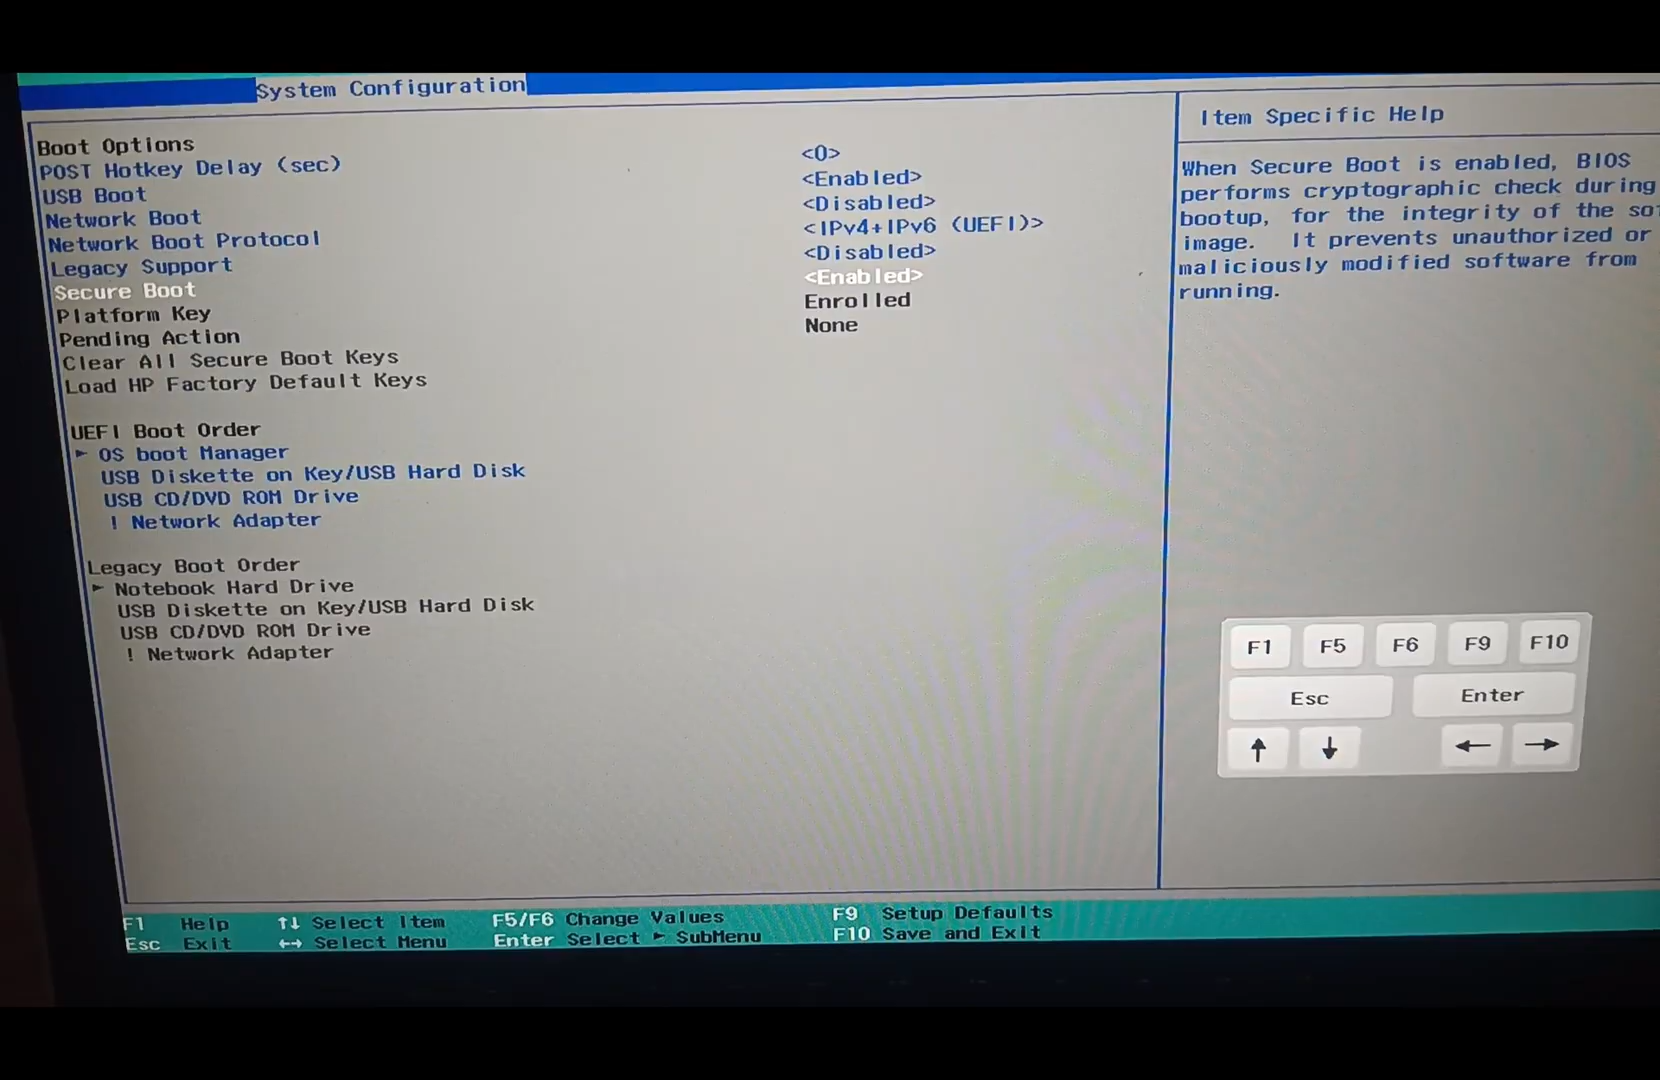 System Configuration
Boot Options
POST Hotkey Delay (sec) <0>
USB Boot <Enabled>
Network Boot <Disabled>
Network Boot Protocol <IPv4+IPv6 (UEFI)>
Legacy Support <Disabled>
Secure Boot <Enabled>
Platform Key Enrolled
Pending Action None
Clear All Secure Boot Keys
Load HP Factory Default Keys
UEFI Boot Order
► OS boot Manager
USB Diskette on Key/USB Hard Disk
USB CD/DVD ROM Drive
! Network Adapter
Legacy Boot Order
► Notebook Hard Drive
USB Diskette on Key/USB Hard Disk
USB CD/DVD ROM Drive
! Network Adapter
Item Specific Help
When Secure Boot is enabled, BIOS
performs cryptographic check during
bootup, for the integrity of the
image. It prevents unauthorized or
maliciously modified software from
running.
F1 F5 F6 F9 F10
Esc Enter
↑ ↓ ← →
F1 Help ↑↓ Select Item F5/F6 Change Values F9 Setup Defaults
Esc Exit ↔ Select Menu Enter Select ► SubMenu F10 Save and Exit